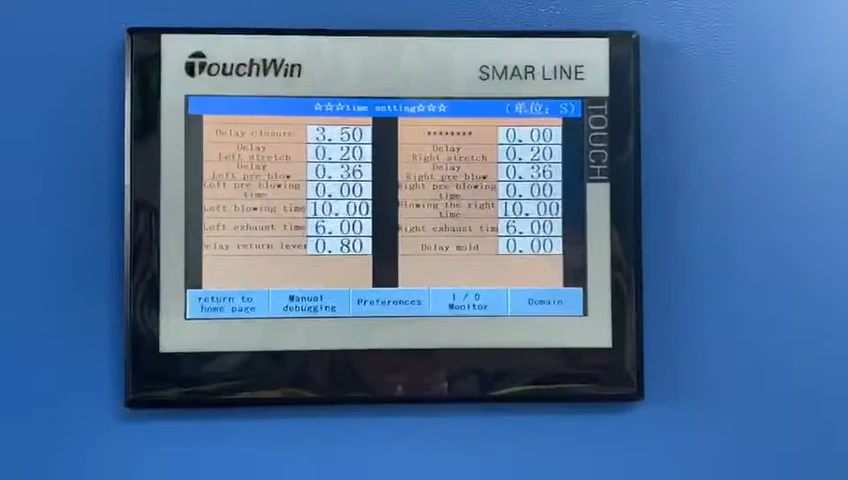 TouchWin
SMAR LINE
TOUCH
☆☆☆time setting☆☆☆ (单位: S)
Delay closure 3.50
Delay Left stretch 0.20
Delay Left pre blow 0.36
Left pre blowing time 0.00
Left blowing time 10.00
Left exhaust time 6.00
elay return lever 0.80
******** 0.00
Delay Right stretch 0.20
Delay Right pre blow 0.36
Right pre blowing time 0.00
Blowing the right time 10.00
Right exhaust tim 6.00
Delay mold 0.00
return to home page
Manual debugging
Preferences
I / O Monitor
Domain